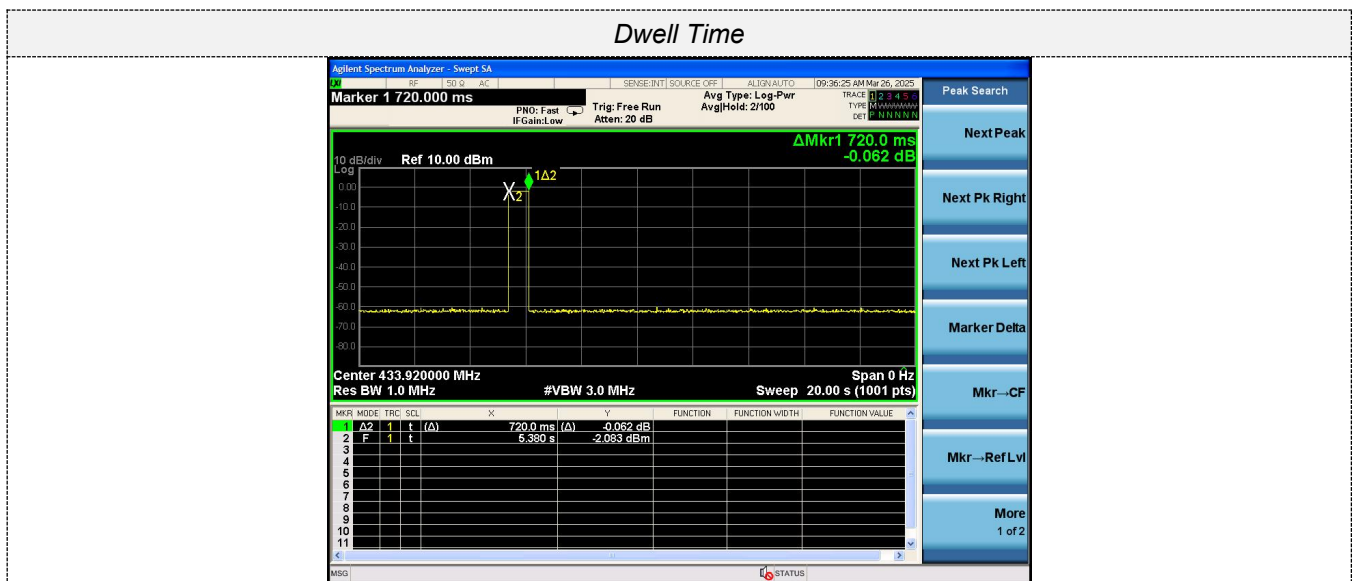 Dwell Time
Agilent Spectrum Analyzer - Swept SA
RF 50 Ω AC SENSE:INT SOURCE OFF ALIGNAUTO 09:36:25 AM Mar 26, 2025
Marker 1 720.000 ms
PNO: Fast
IFGain:Low
Trig: Free Run
Atten: 20 dB
Avg Type: Log-Pwr
Avg|Hold: 2/100
TRACE 1 2 3 4 5 6
TYPE
DET P N N N N N
Peak Search
ΔMkr1 720.0 ms
-0.062 dB
10 dB/div Ref 10.00 dBm
Log
0.00
-10.0
-20.0
-30.0
-40.0
-50.0
-60.0
-70.0
-80.0
1Δ2
X2
Center 433.920000 MHz Span 0 Hz
Res BW 1.0 MHz #VBW 3.0 MHz Sweep 20.00 s (1001 pts)
MKR MODE TRC SCL X Y FUNCTION FUNCTION WIDTH FUNCTION VALUE
1 Δ2 1 t (Δ) 720.0 ms (Δ) -0.062 dB
2 F 1 t 5.380 s -2.083 dBm
3
4
5
6
7
8
9
10
11
MSG STATUS
Next Peak
Next Pk Right
Next Pk Left
Marker Delta
Mkr→CF
Mkr→Ref Lvl
More
1 of 2